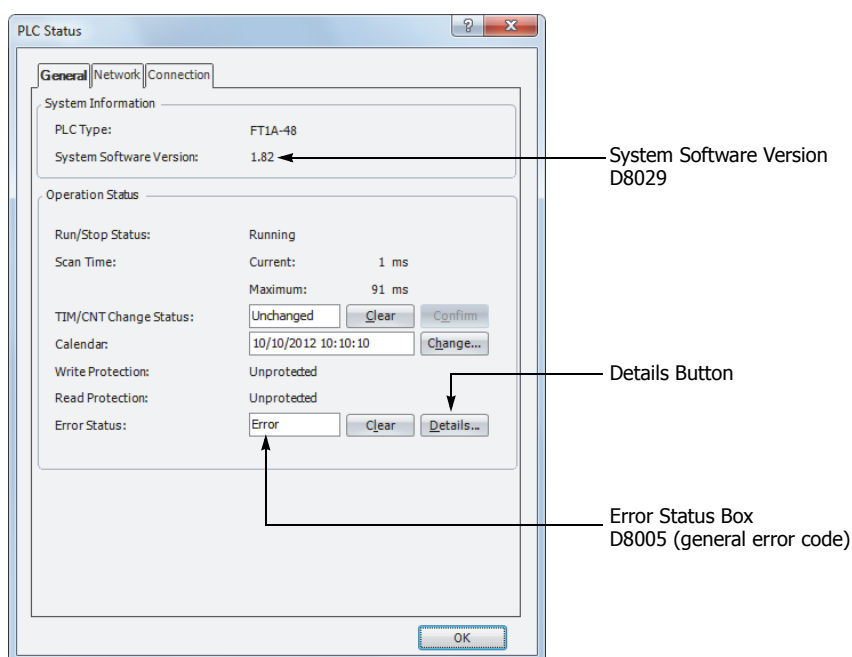 PLC Status
General Network Connection
System Information
PLC Type: FT1A-48
System Software Version: 1.82
System Software Version
D8029
Operation Status
Run/Stop Status: Running
Scan Time: Current: 1 ms
Maximum: 91 ms
TIM/CNT Change Status: Unchanged Clear Confirm
Calendar: 10/10/2012 10:10:10 Change...
Write Protection: Unprotected
Details Button
Read Protection: Unprotected
Error Status: Error Clear Details...
Error Status Box
D8005 (general error code)
OK